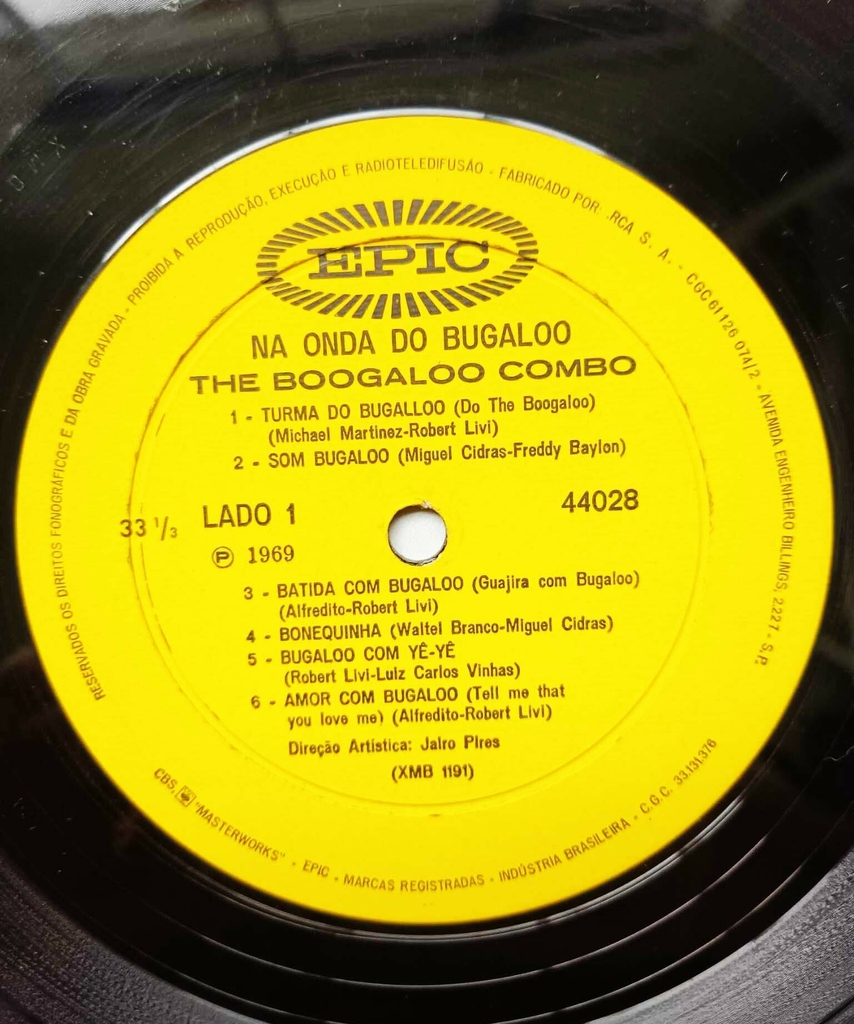 PROIBIDA A REPRODUÇÃO, EXECUÇÃO E RADIOTELEDIFUSÃO - FABRICADO POR RCA S. A. - CGC 61 126 074/2 - AVENIDA ENGENHEIRO BILLINGS, 2.227 - S.P.
RESERVADOS OS DIREITOS FONOGRÁFICOS E DA OBRA GRAVADA -
EPIC
NA ONDA DO BUGALOO
THE BOOGALOO COMBO
1 - TURMA DO BUGALLOO (Do The Boogaloo)
(Michael Martinez-Robert Livi)
2 - SOM BUGALOO (Miguel Cidras-Freddy Baylon)
33 1/3 LADO 1 44028
℗ 1969
3 - BATIDA COM BUGALOO (Guajira com Bugaloo)
(Alfredito-Robert Livi)
4 - BONEQUINHA (Waltel Branco-Miguel Cidras)
5 - BUGALOO COM YÊ-YÊ
(Robert Livi-Luiz Carlos Vinhas)
6 - AMOR COM BUGALOO (Tell me that
you love me) (Alfredito-Robert Livi)
Direção Artística: Jairo Pires
(XMB 1191)
CBS, "MASTERWORKS" - EPIC - MARCAS REGISTRADAS - INDÚSTRIA BRASILEIRA - C.G.C. 33.131.376